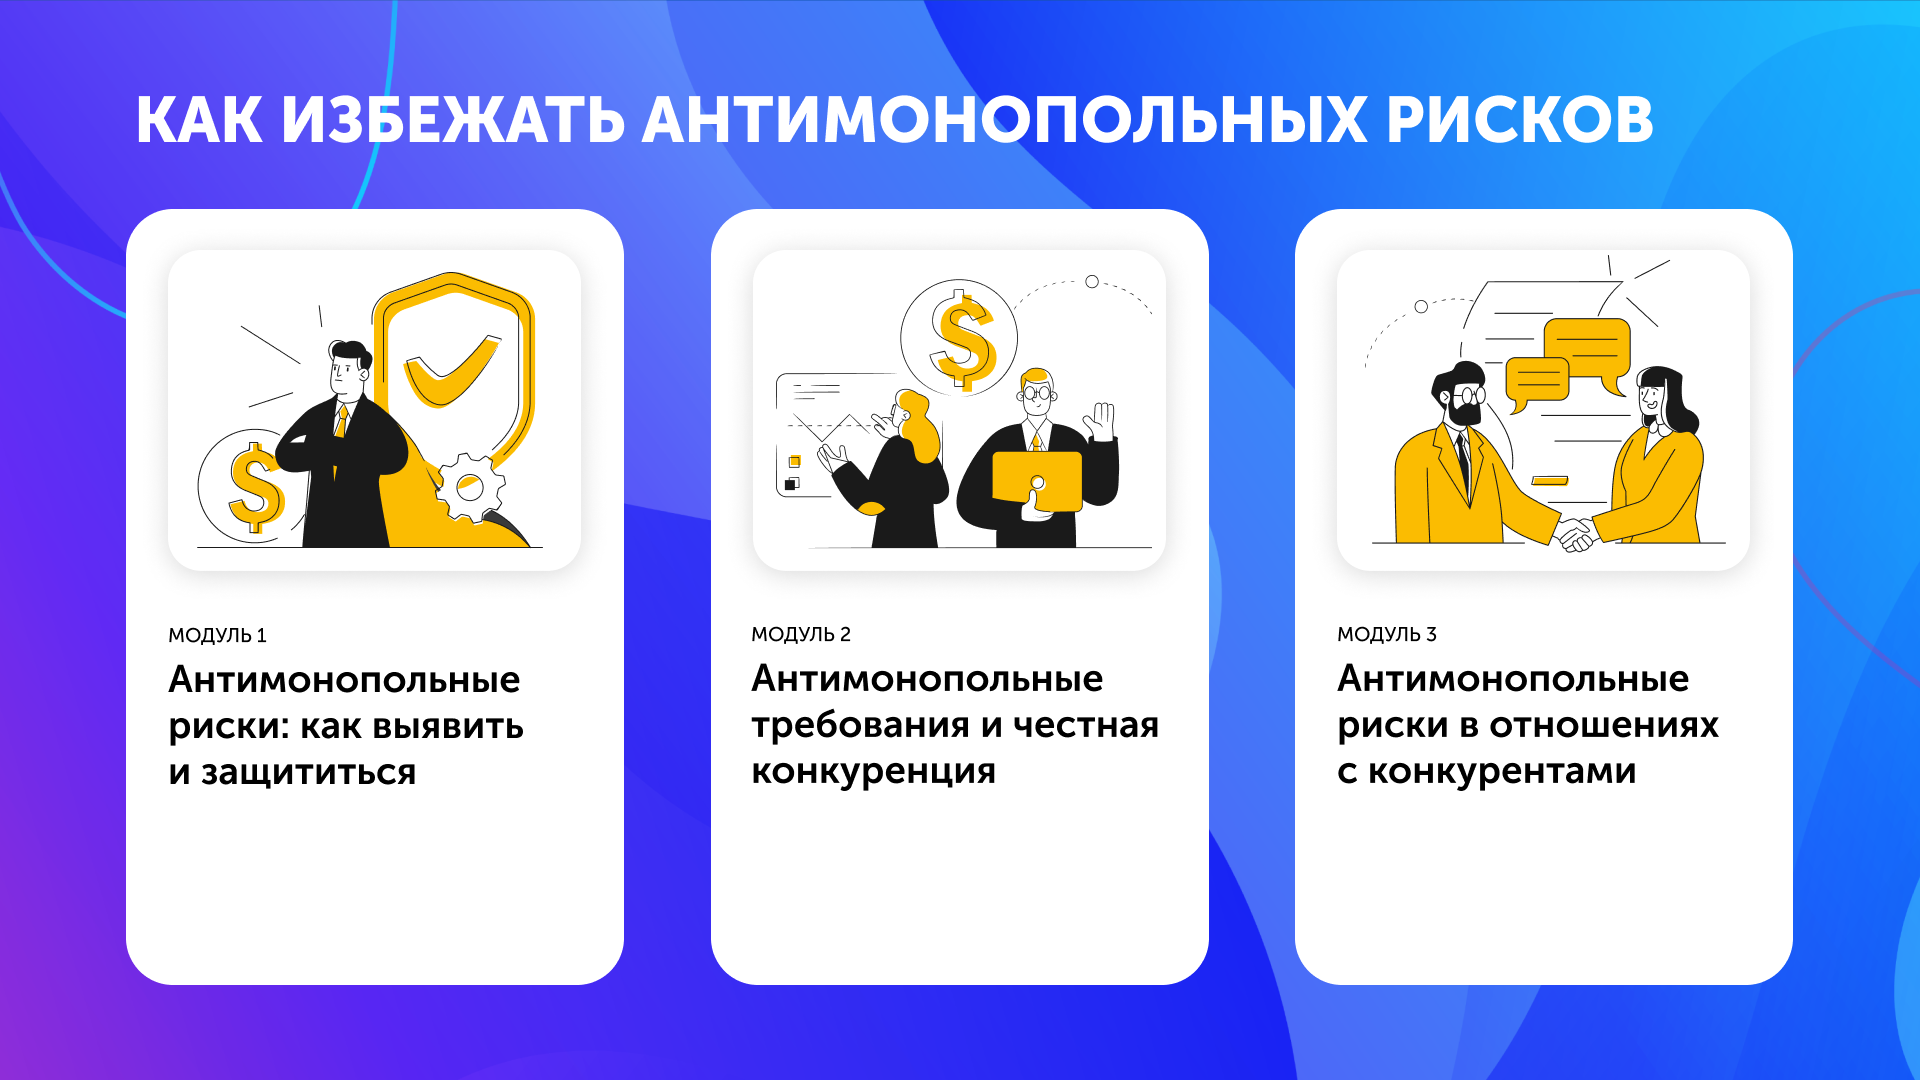 КАК ИЗБЕЖАТЬ АНТИМОНОПОЛЬНЫХ РИСКОВ
МОДУЛЬ 1
Антимонопольные
риски: как выявить
и защититься
МОДУЛЬ 2
Антимонопольные
требования и честная
конкуренция
МОДУЛЬ 3
Антимонопольные
риски в отношениях
с конкурентами